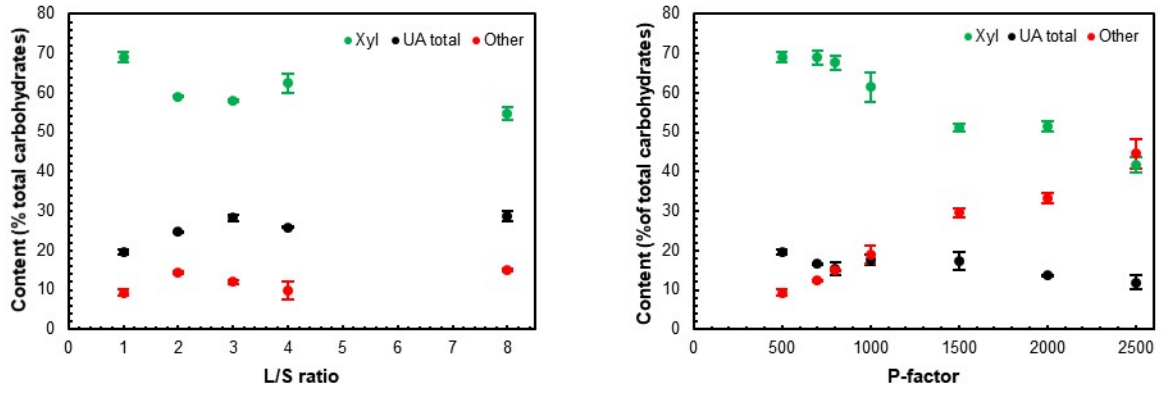 Content (% total carbohydrates)
80
70
60
50
40
30
20
10
0
Xyl UA total Other
0 1 2 3 4 5 6 7 8
L/S ratio
Content (%of total carbohydrates)
80
70
60
50
40
30
20
10
0
Xyl UA total Other
0 500 1000 1500 2000 2500
P-factor